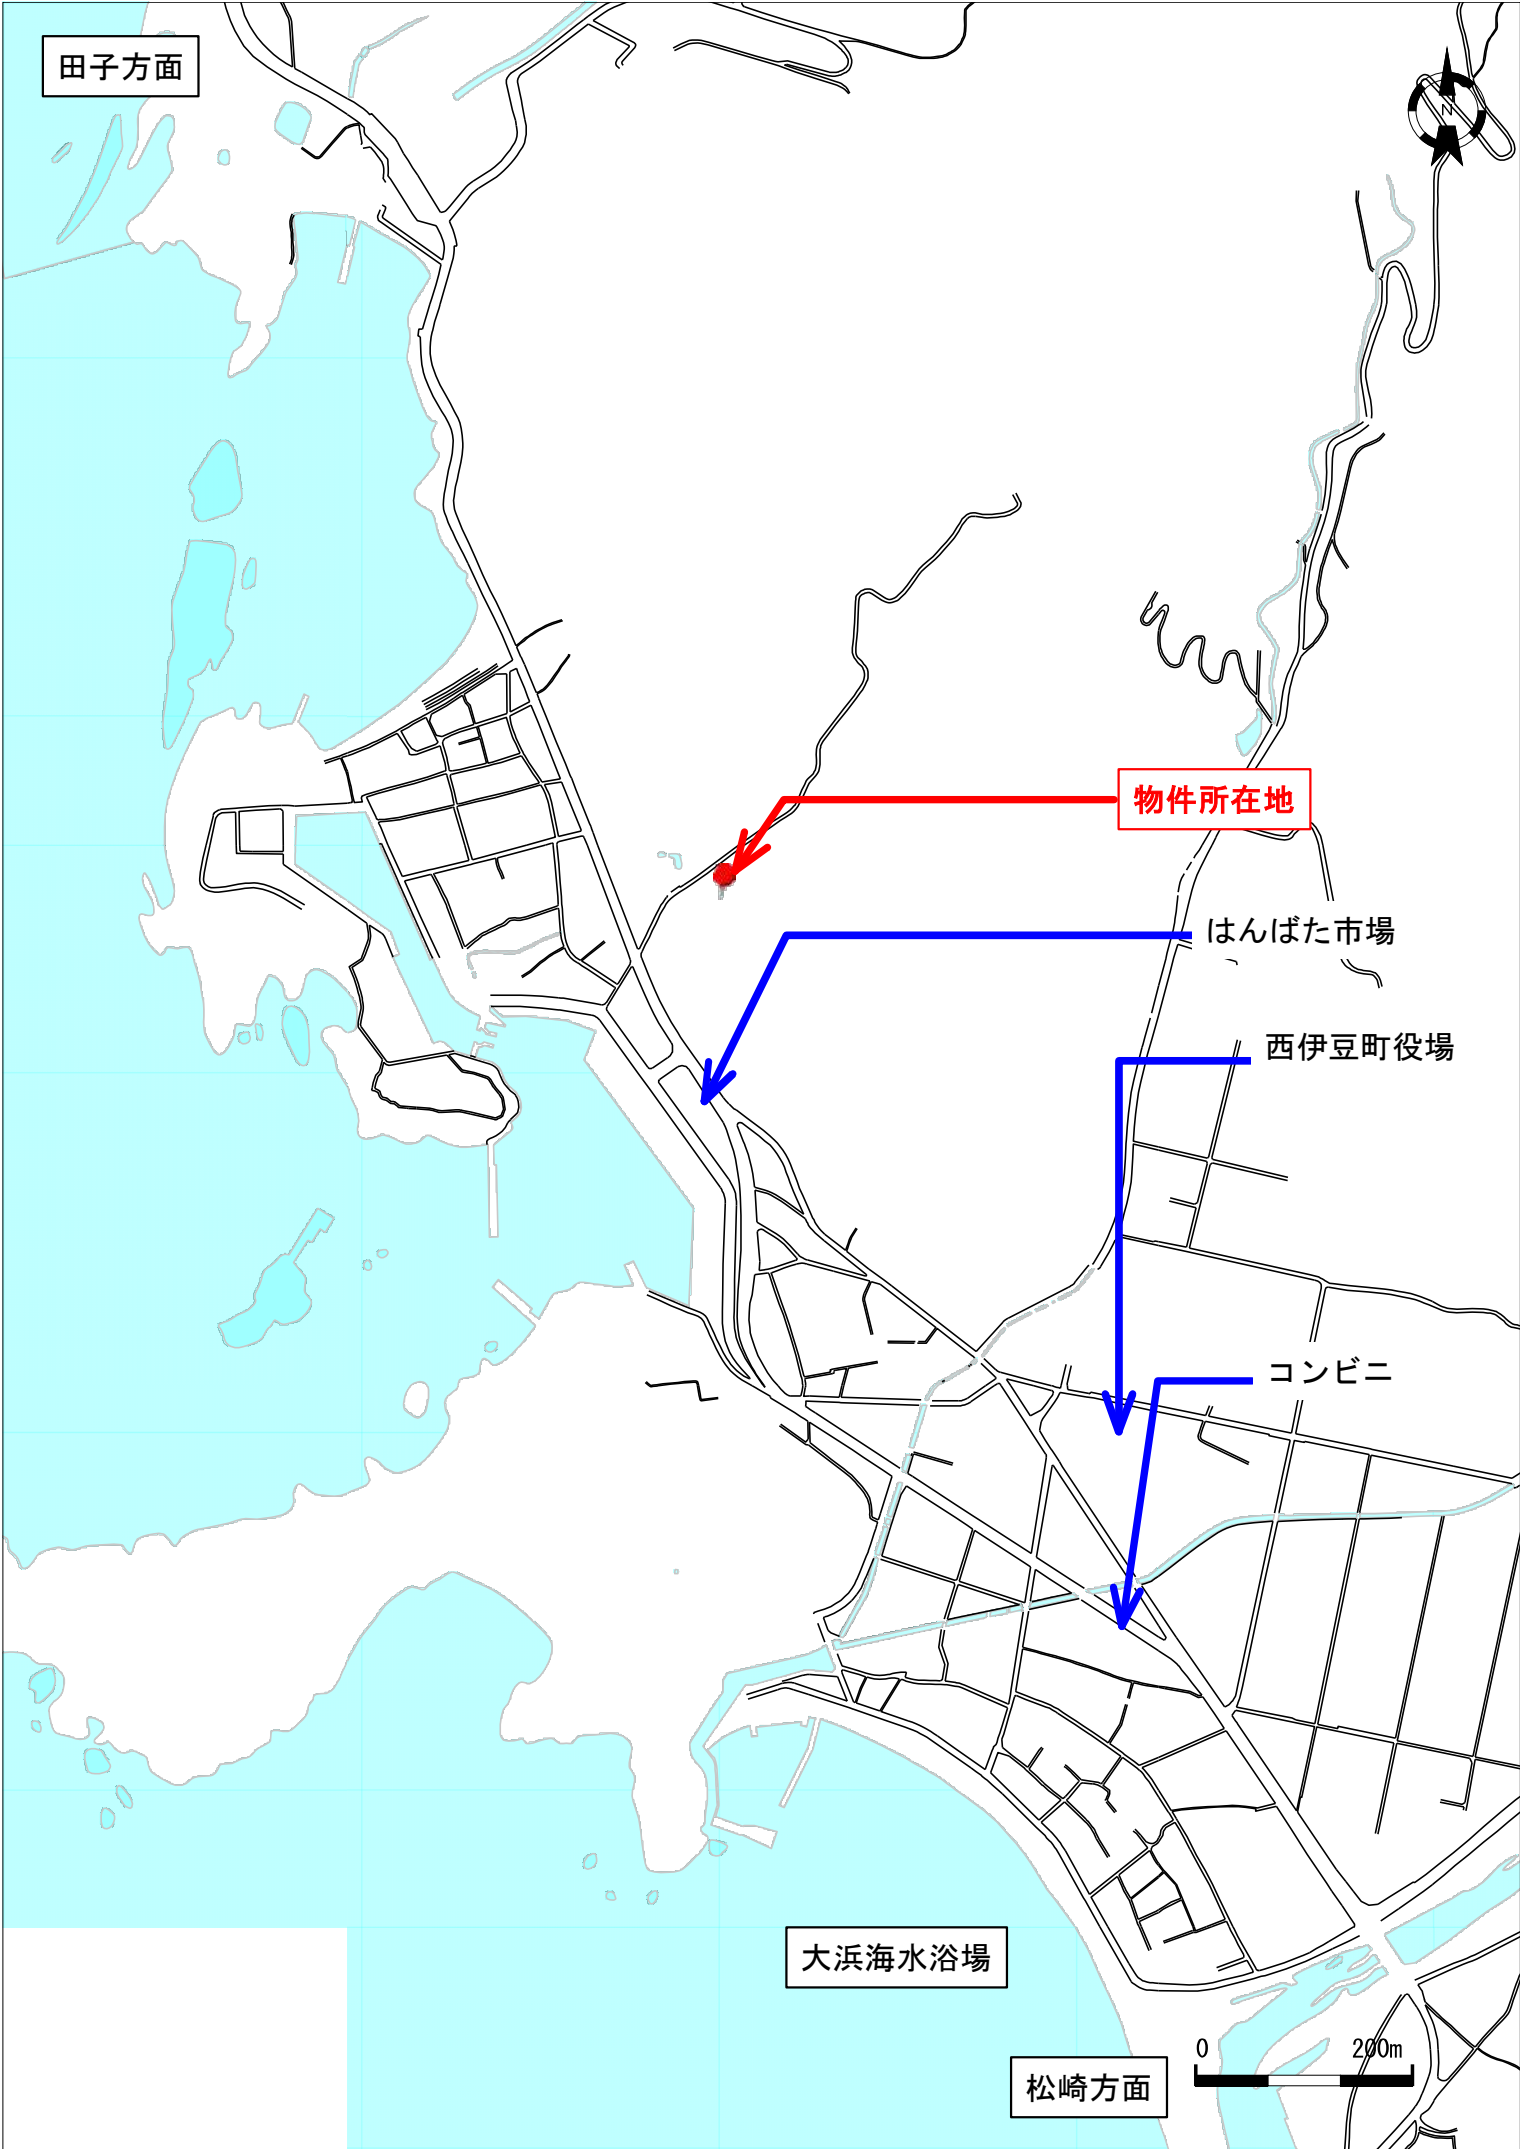 田子方面
N
物件所在地
はんばた市場
西伊豆町役場
コンビニ
大浜海水浴場
0 200m
松崎方面